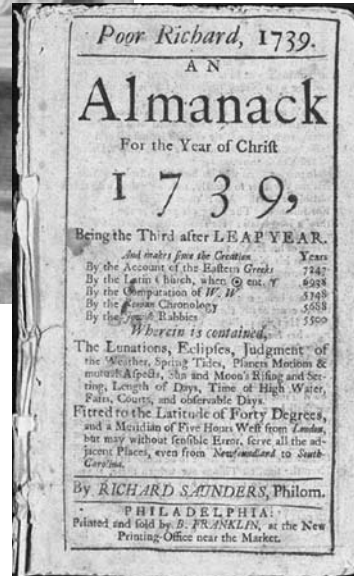 Poor Richard, 1739.
AN
Almanack
For the Year of Christ
1739,
Being the Third after LEAP YEAR.
And makes since the Creation Years
By the Account of the Eastern Greeks 7247
By the Latin Church, when ☉ ent. ♈ 6938
By the Computation of W. W 5748
By the Roman Chronology 5688
By the Jewish Rabbies 5500
Wherein is contained,
The Lunations, Eclipses, Judgment of
the Weather, Spring Tides, Planets Motions &
mutual Aspects, Sun and Moon's Rising and Set-
ting, Length of Days, Time of High Water,
Fairs, Courts, and observable Days.
Fitted to the Latitude of Forty Degrees,
and a Meridian of Five Hours West from London,
but may without sensible Error, serve all the ad-
jacent Places, even from Newfoundland to South-
Carolina.
By RICHARD SAUNDERS, Philom.
PHILADELPHIA:
Printed and sold by B. FRANKLIN, at the New
Printing-Office near the Market.